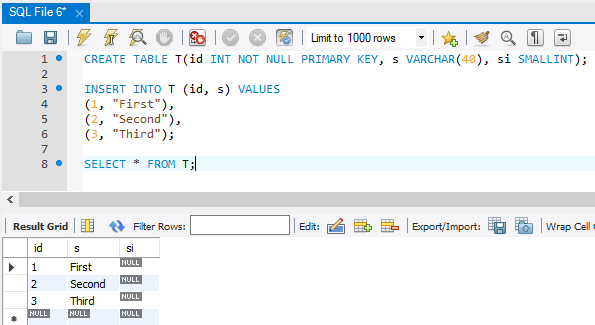 SQL File 6*
Limit to 1000 rows
1 CREATE TABLE T(id INT NOT NULL PRIMARY KEY, s VARCHAR(40), si SMALLINT);
2
3 INSERT INTO T (id, s) VALUES
4 (1, "First"),
5 (2, "Second"),
6 (3, "Third");
7
8 SELECT * FROM T;
Result Grid Filter Rows: Edit: Export/Import: Wrap Cell C
id s si
1 First NULL
2 Second NULL
3 Third NULL
NULL NULL NULL